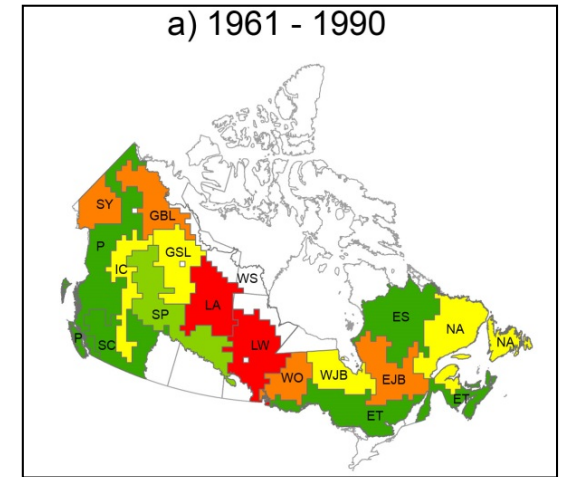 a) 1961 - 1990
SY
GBL
P
IC
GSL
WS
LA
SP
ES
NA
NA
P
SC
LW
WO
WJB
EJB
ET
ET